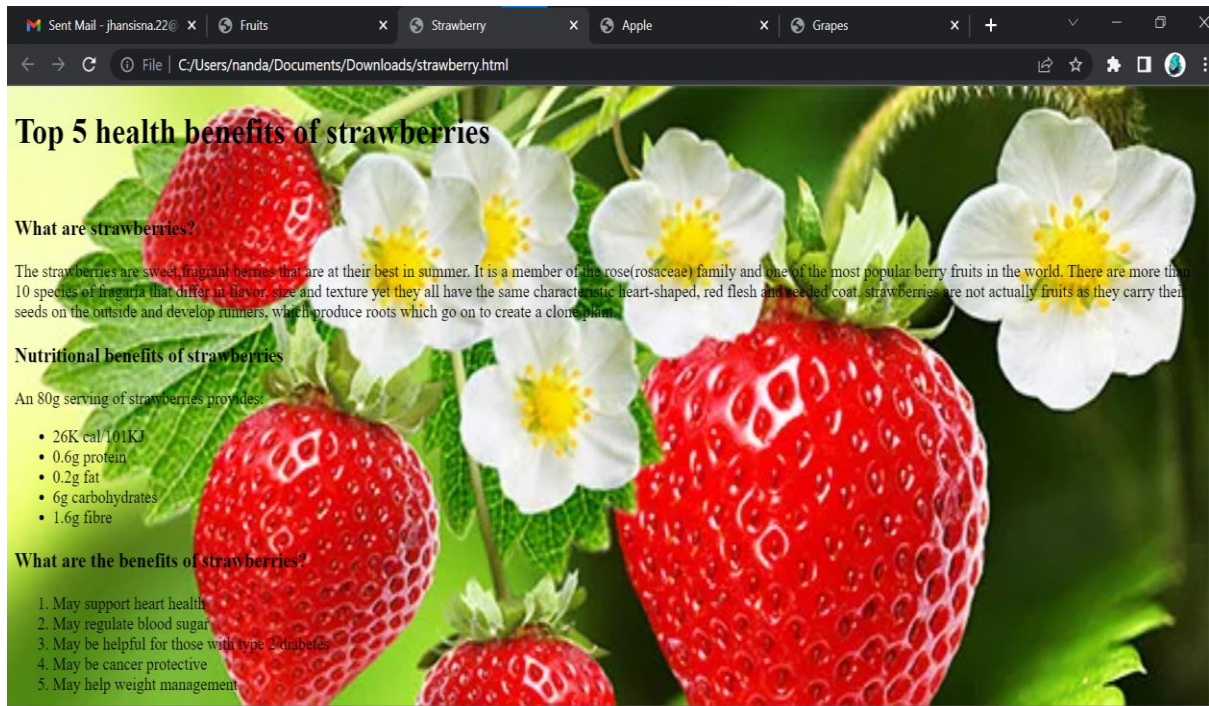 Sent Mail - jhansisna.22@
Fruits
Strawberry
Apple
Grapes
File | C:/Users/nanda/Documents/Downloads/strawberry.html
Top 5 health benefits of strawberries
What are strawberries?
The strawberries are sweet,fragrant berries that are at their best in summer. It is a member of the rose(rosaceae) family and one of the most popular berry fruits in the world. There are more than
10 species of fragaria that differ in flavor, size and texture yet they all have the same characteristic heart-shaped, red flesh and seeded coat. strawberries are not actually fruits as they carry their
seeds on the outside and develop runners, which produce roots which go on to create a clone plant.
Nutritional benefits of strawberries
An 80g serving of strawberries provides:
• 26K cal/101KJ
• 0.6g protein
• 0.2g fat
• 6g carbohydrates
• 1.6g fibre
What are the benefits of strawberries?
1. May support heart health
2. May regulate blood sugar
3. May be helpful for those with type 2 diabetes
4. May be cancer protective
5. May help weight management